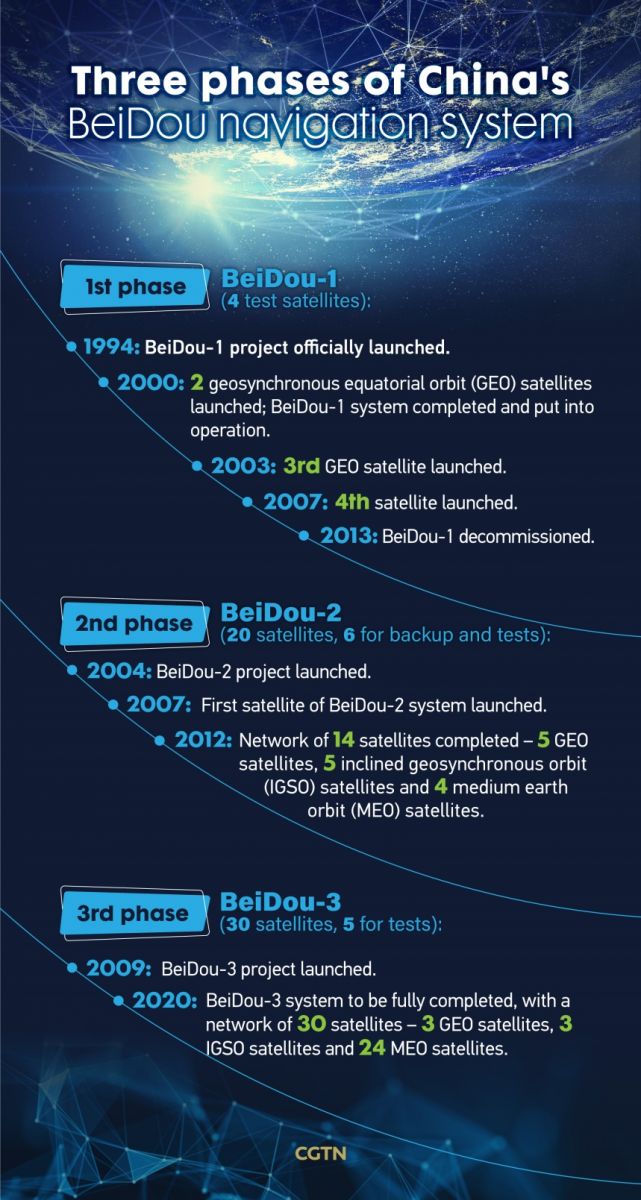 Three phases of China's
BeiDou navigation system
1st phase
BeiDou-1
(4 test satellites):
1994: BeiDou-1 project officially launched.
2000: 2 geosynchronous equatorial orbit (GEO) satellites
launched; BeiDou-1 system completed and put into
operation.
2003: 3rd GEO satellite launched.
2007: 4th satellite launched.
2013: BeiDou-1 decommissioned.
2nd phase
BeiDou-2
(20 satellites, 6 for backup and tests):
2004: BeiDou-2 project launched.
2007: First satellite of BeiDou-2 system launched.
2012: Network of 14 satellites completed – 5 GEO
satellites, 5 inclined geosynchronous orbit
(IGSO) satellites and 4 medium earth
orbit (MEO) satellites.
3rd phase
BeiDou-3
(30 satellites, 5 for tests):
2009: BeiDou-3 project launched.
2020: BeiDou-3 system to be fully completed, with a
network of 30 satellites – 3 GEO satellites, 3
IGSO satellites and 24 MEO satellites.
CGTN